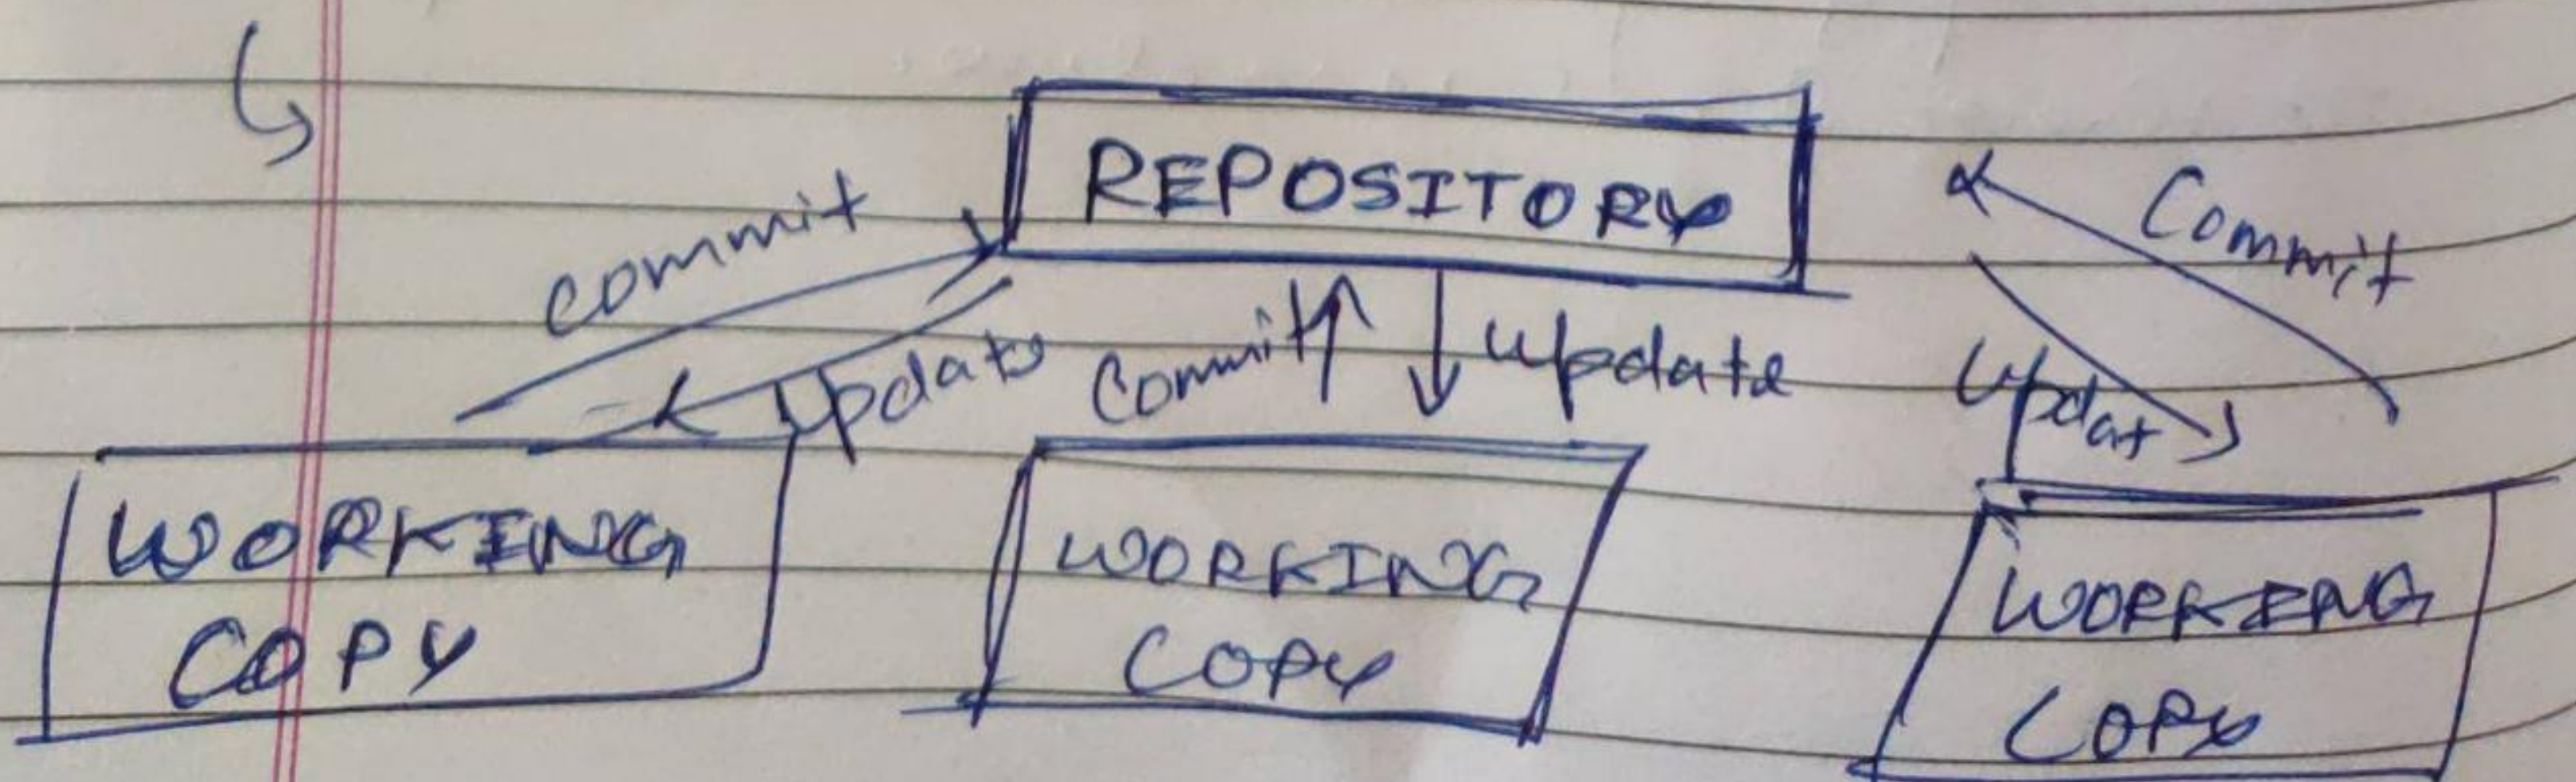 REPOSITORY
commit
Commit
Update
Commit
update
Updat
WORKING
COPY
WORKING
COPY
WORKING
COPY